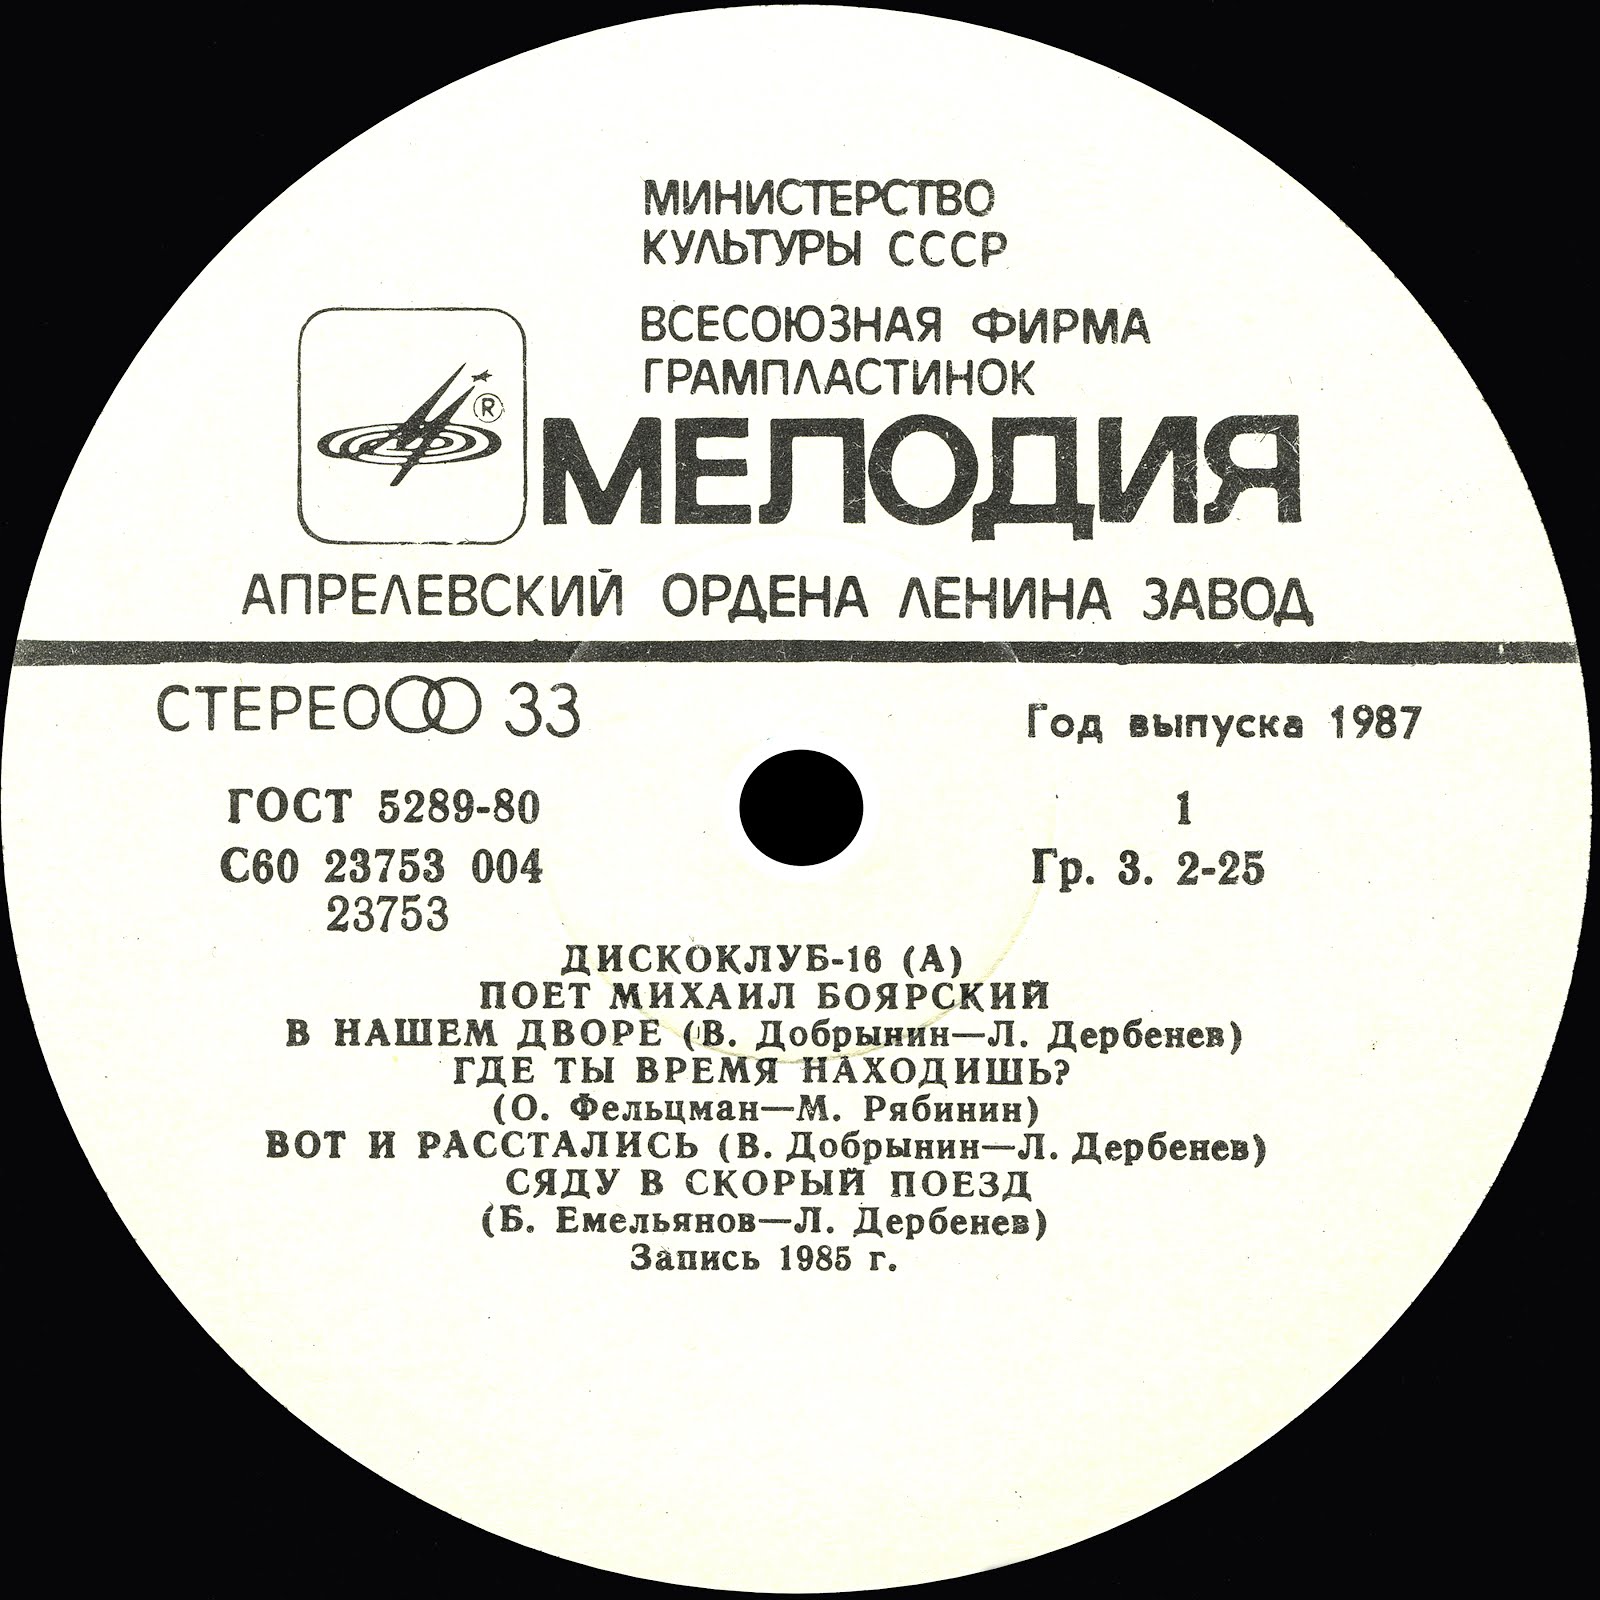 МИНИСТЕРСТВО
КУЛЬТУРЫ СССР
ВСЕСОЮЗНАЯ ФИРМА
ГРАМПЛАСТИНОК
®
МЕЛОДИЯ
АПРЕЛЕВСКИЙ ОРДЕНА ЛЕНИНА ЗАВОД
СТЕРЕО 33
Год выпуска 1987
ГОСТ 5289-80
1
С60 23753 004
Гр. 3. 2-25
23753
ДИСКОКЛУБ-16 (А)
ПОЕТ МИХАИЛ БОЯРСКИЙ
В НАШЕМ ДВОРЕ (В. Добрынин—Л. Дербенев)
ГДЕ ТЫ ВРЕМЯ НАХОДИШЬ?
(О. Фельцман—М. Рябинин)
ВОТ И РАССТАЛИСЬ (В. Добрынин—Л. Дербенев)
СЯДУ В СКОРЫЙ ПОЕЗД
(Б. Емельянов—Л. Дербенев)
Запись 1985 г.